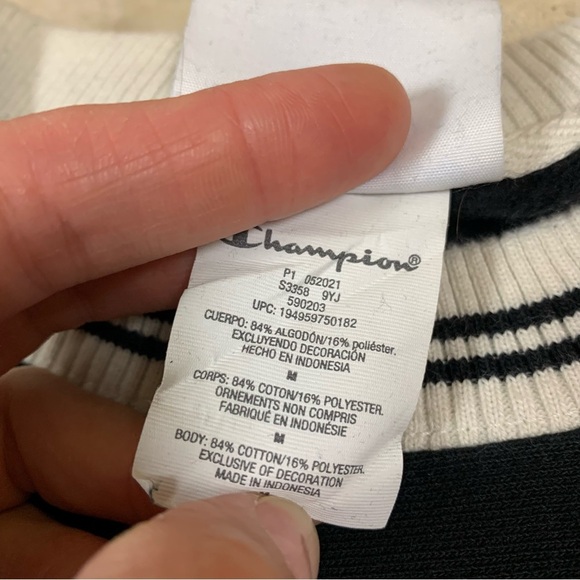 Champion®
P1 052021
S3358 9YJ
590203
UPC: 194959750182
CUERPO: 84% ALGODÓN/16% poliéster.
EXCLUYENDO DECORACIÓN
HECHO EN INDONESIA
M
CORPS: 84% COTON/16% POLYESTER.
ORNEMENTS NON COMPRIS
FABRIQUÉ EN INDONÉSIE
M
BODY: 84% COTTON/16% POLYESTER.
EXCLUSIVE OF DECORATION
MADE IN INDONESIA